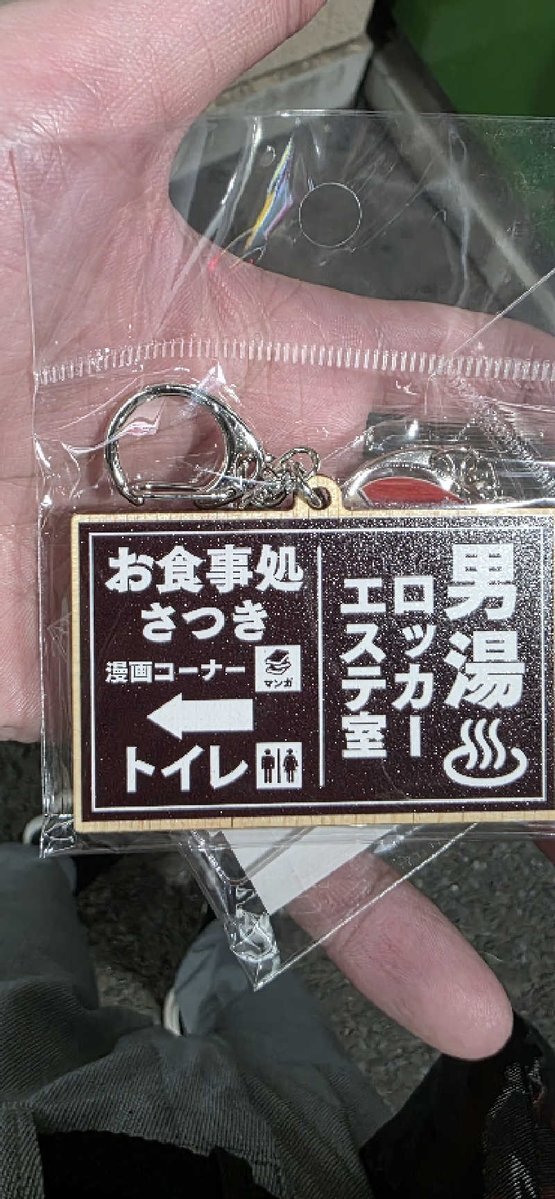 お食事処
さつき
漫画コーナー
マンガ
トイレ
男湯
ロッカー
エステ室